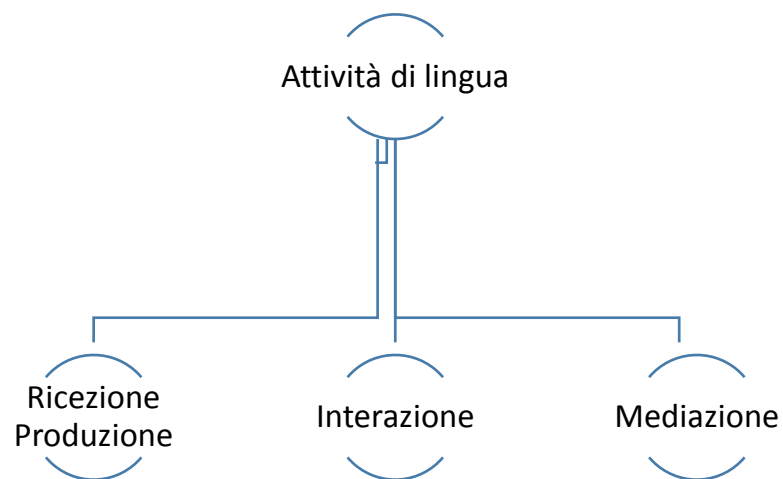 Attività di lingua
Ricezione
Produzione
Interazione
Mediazione